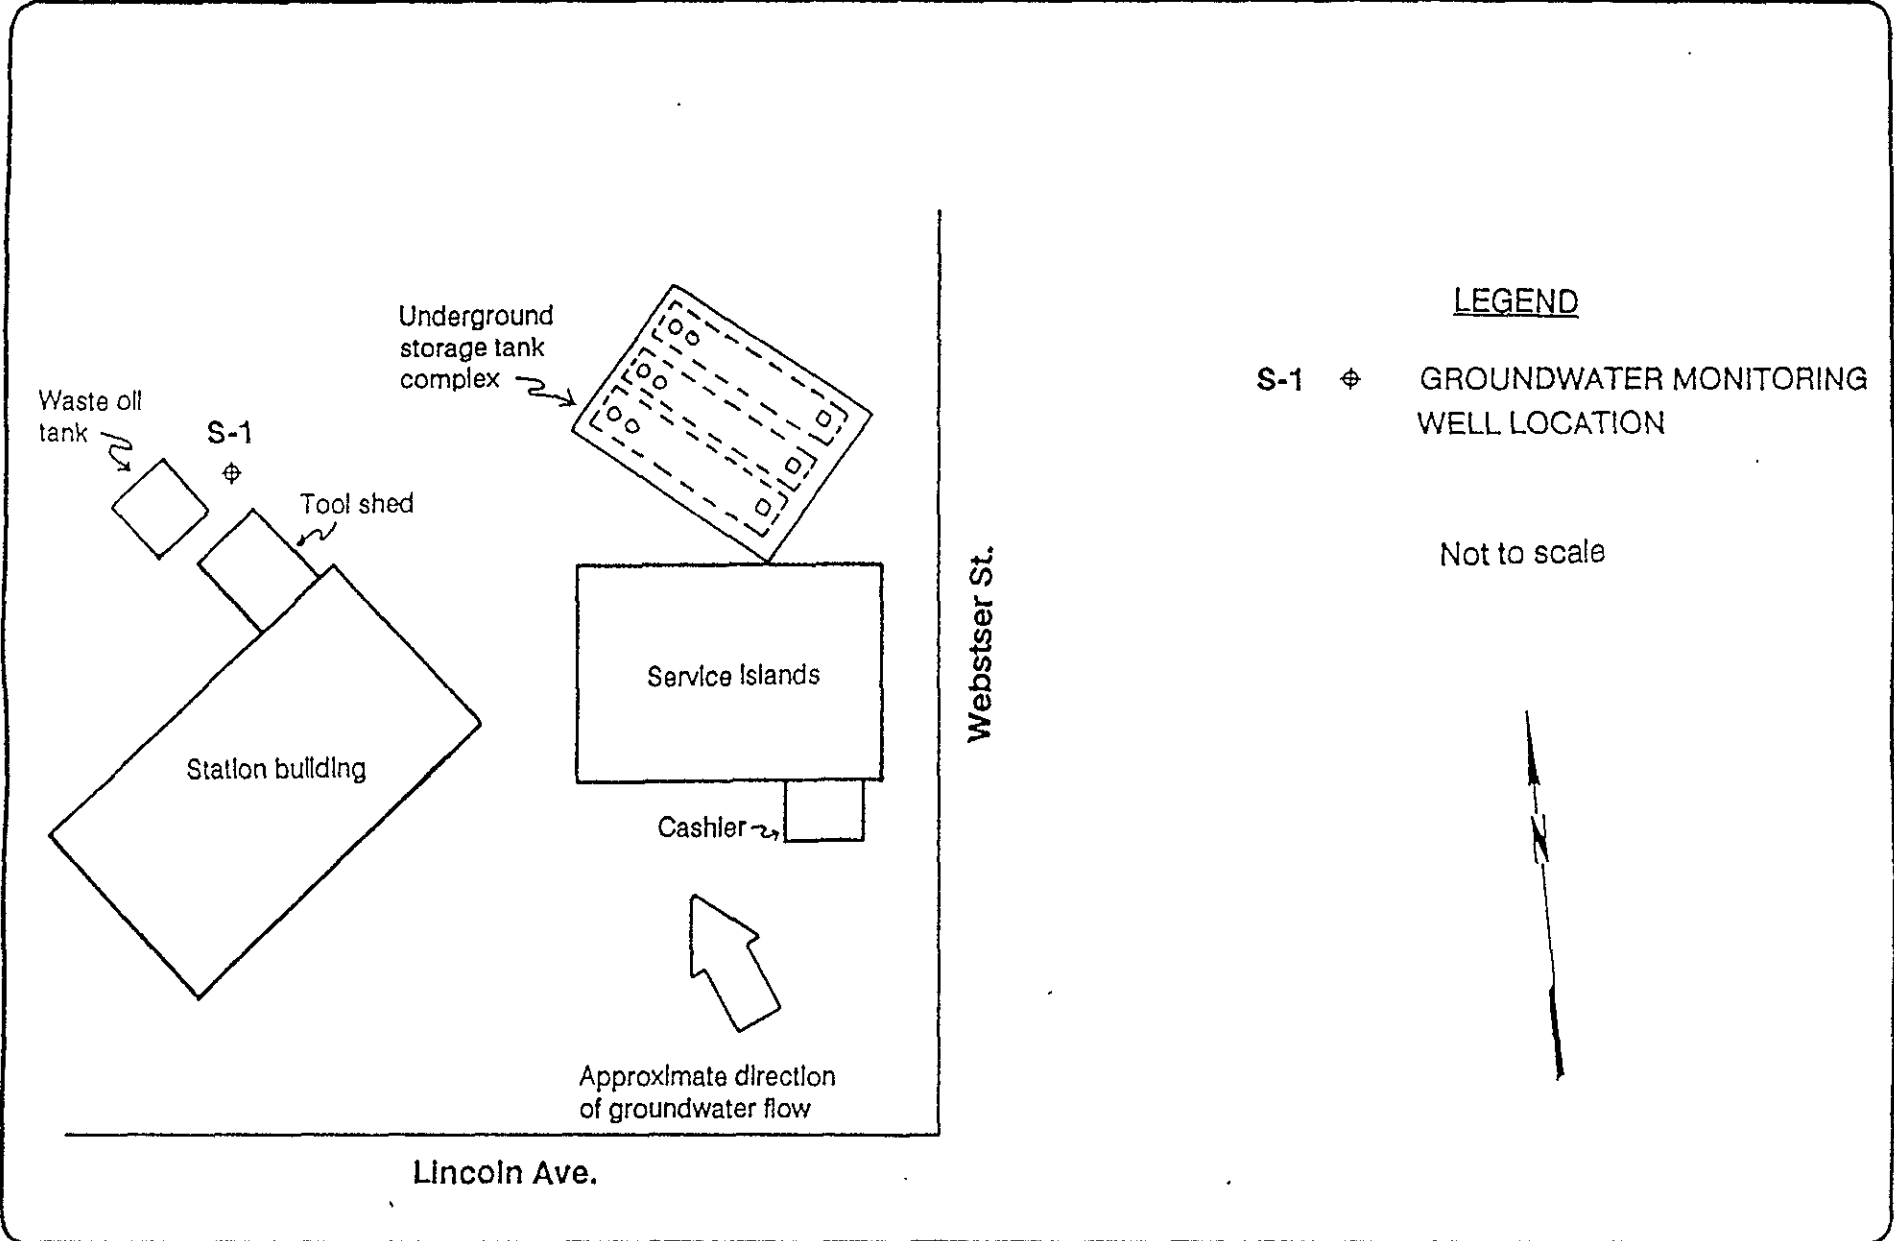 Underground
storage tank
complex
Waste oil
tank
S-1
Tool shed
Service Islands
Station building
Cashier
Webstser St.
Approximate direction
of groundwater flow
Lincoln Ave.
LEGEND
S-1 GROUNDWATER MONITORING
WELL LOCATION
Not to scale
N